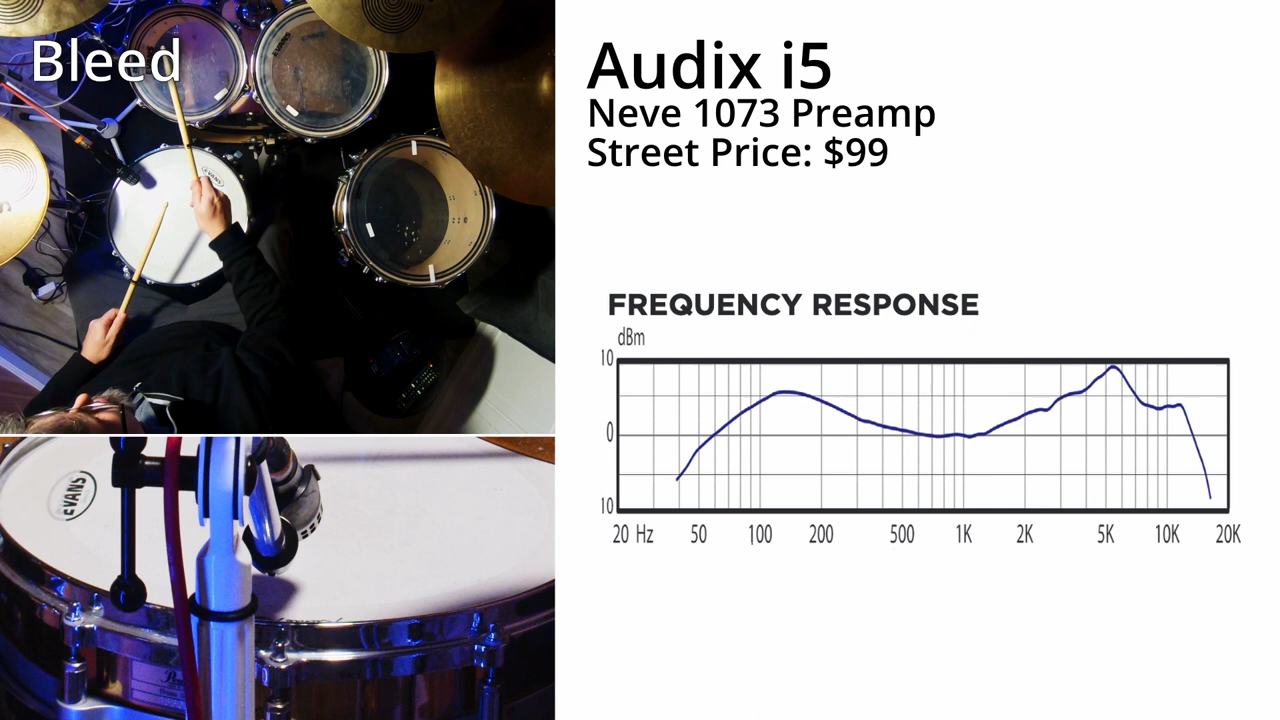 Bleed
Audix i5
Neve 1073 Preamp
Street Price: $99
FREQUENCY RESPONSE
dBm
10
0
10
20 Hz 50 100 200 500 1K 2K 5K 10K 20K
EVANS
EVANS
EVANS